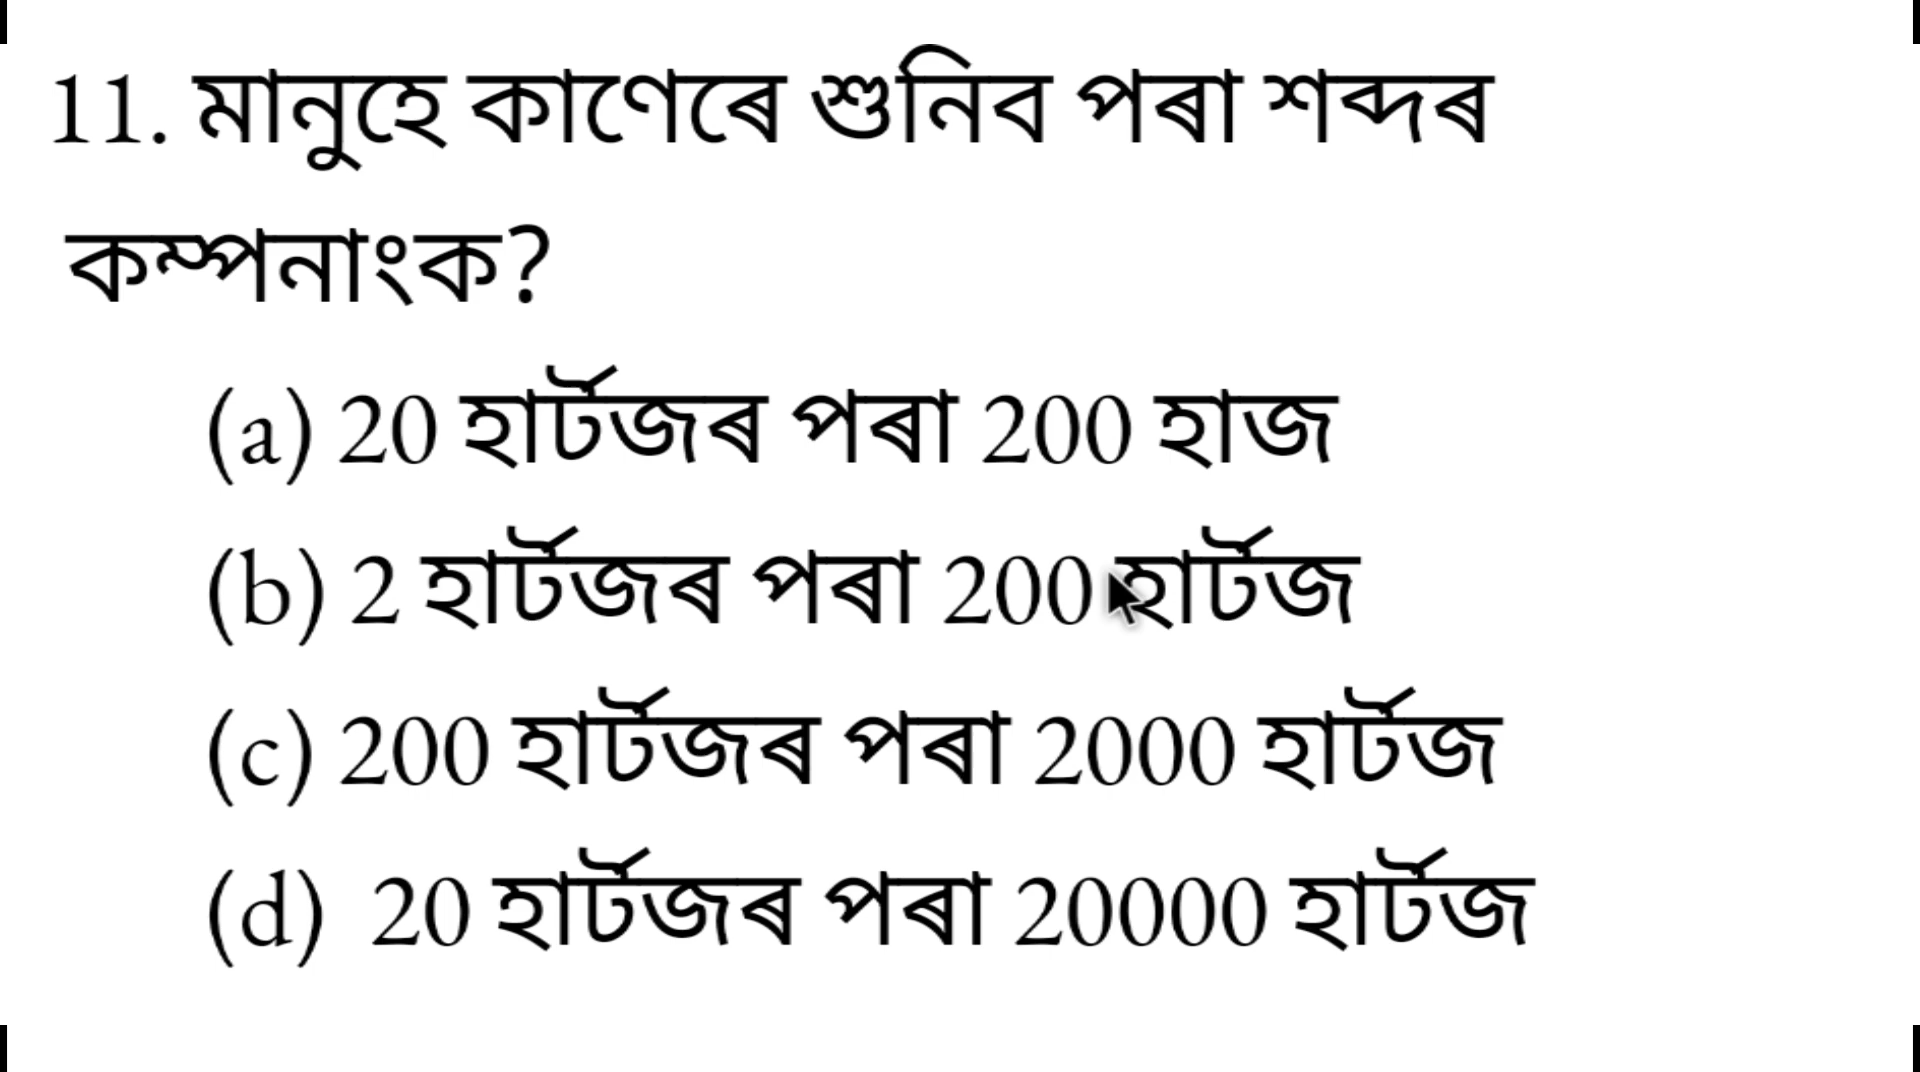 11. মানুহে কাণেৰে শুনিব পৰা শব্দৰ
কম্পনাংক?
(a) 20 হাৰ্টজৰ পৰা 200 হাজ
(b) 2 হাৰ্টজৰ পৰা 200 হাৰ্টজ
(c) 200 হাৰ্টজৰ পৰা 2000 হাৰ্টজ
(d) 20 হাৰ্টজৰ পৰা 20000 হাৰ্টজ